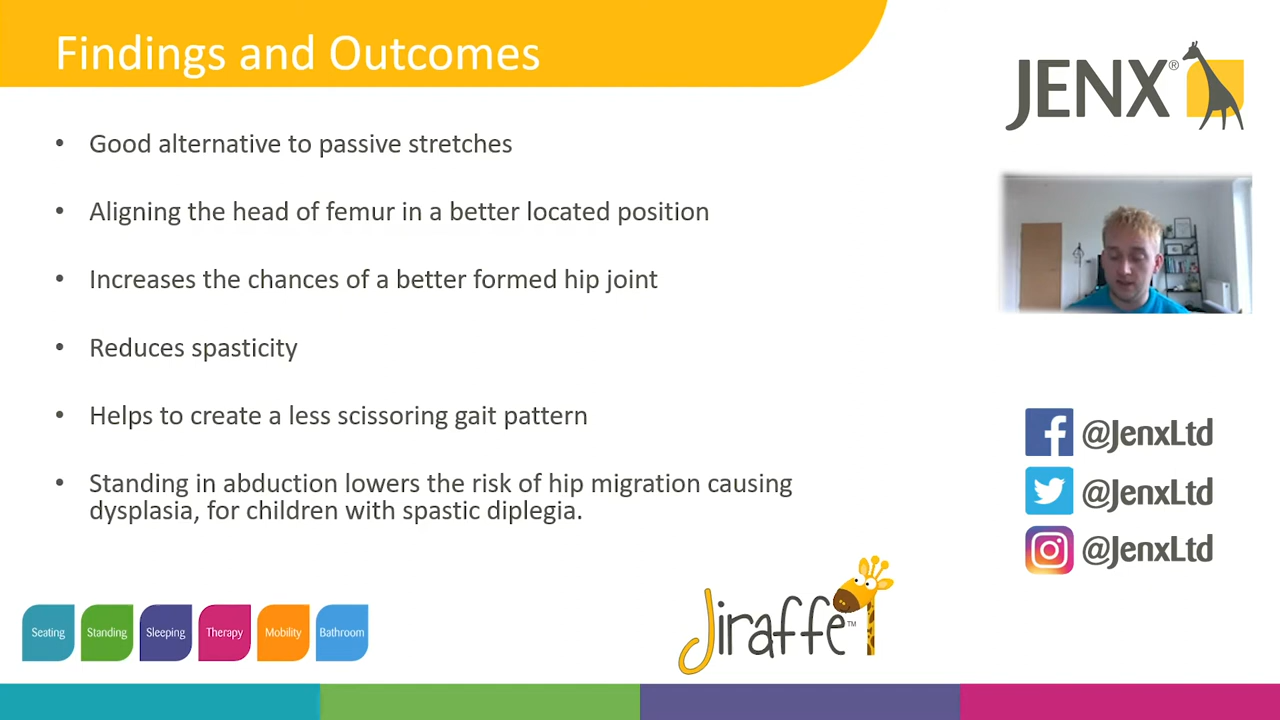 Findings and Outcomes
JENX®
• Good alternative to passive stretches
• Aligning the head of femur in a better located position
• Increases the chances of a better formed hip joint
• Reduces spasticity
• Helps to create a less scissoring gait pattern
• Standing in abduction lowers the risk of hip migration causing
dysplasia, for children with spastic diplegia.
@JenxLtd
@JenxLtd
@JenxLtd
Seating Standing Sleeping Therapy Mobility Bathroom
Jiraffe™